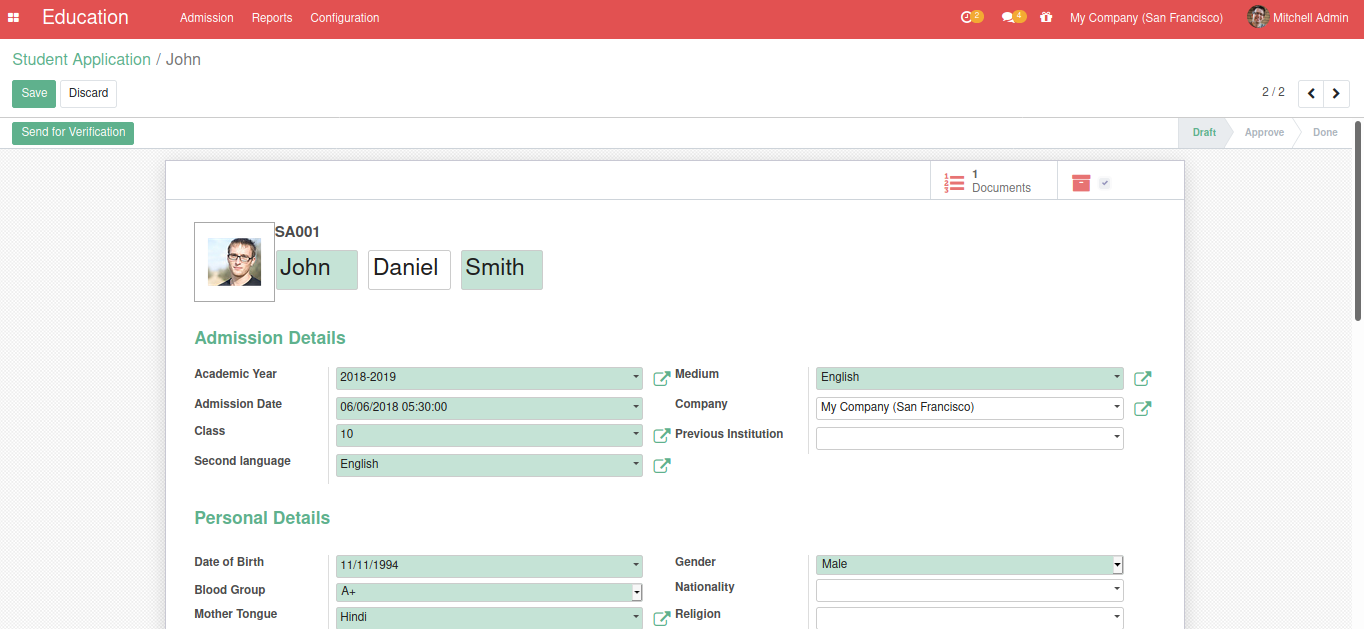 Education Admission Reports Configuration 2 4 My Company (San Francisco) Mitchell Admin
Student Application / John
Save Discard 2 / 2
Send for Verification Draft Approve Done
1
Documents
SA001
John Daniel Smith
Admission Details
Academic Year 2018-2019 Medium English
Admission Date 06/06/2018 05:30:00 Company My Company (San Francisco)
Class 10 Previous Institution
Second language English
Personal Details
Date of Birth 11/11/1994 Gender Male
Blood Group A+ Nationality
Mother Tongue Hindi Religion